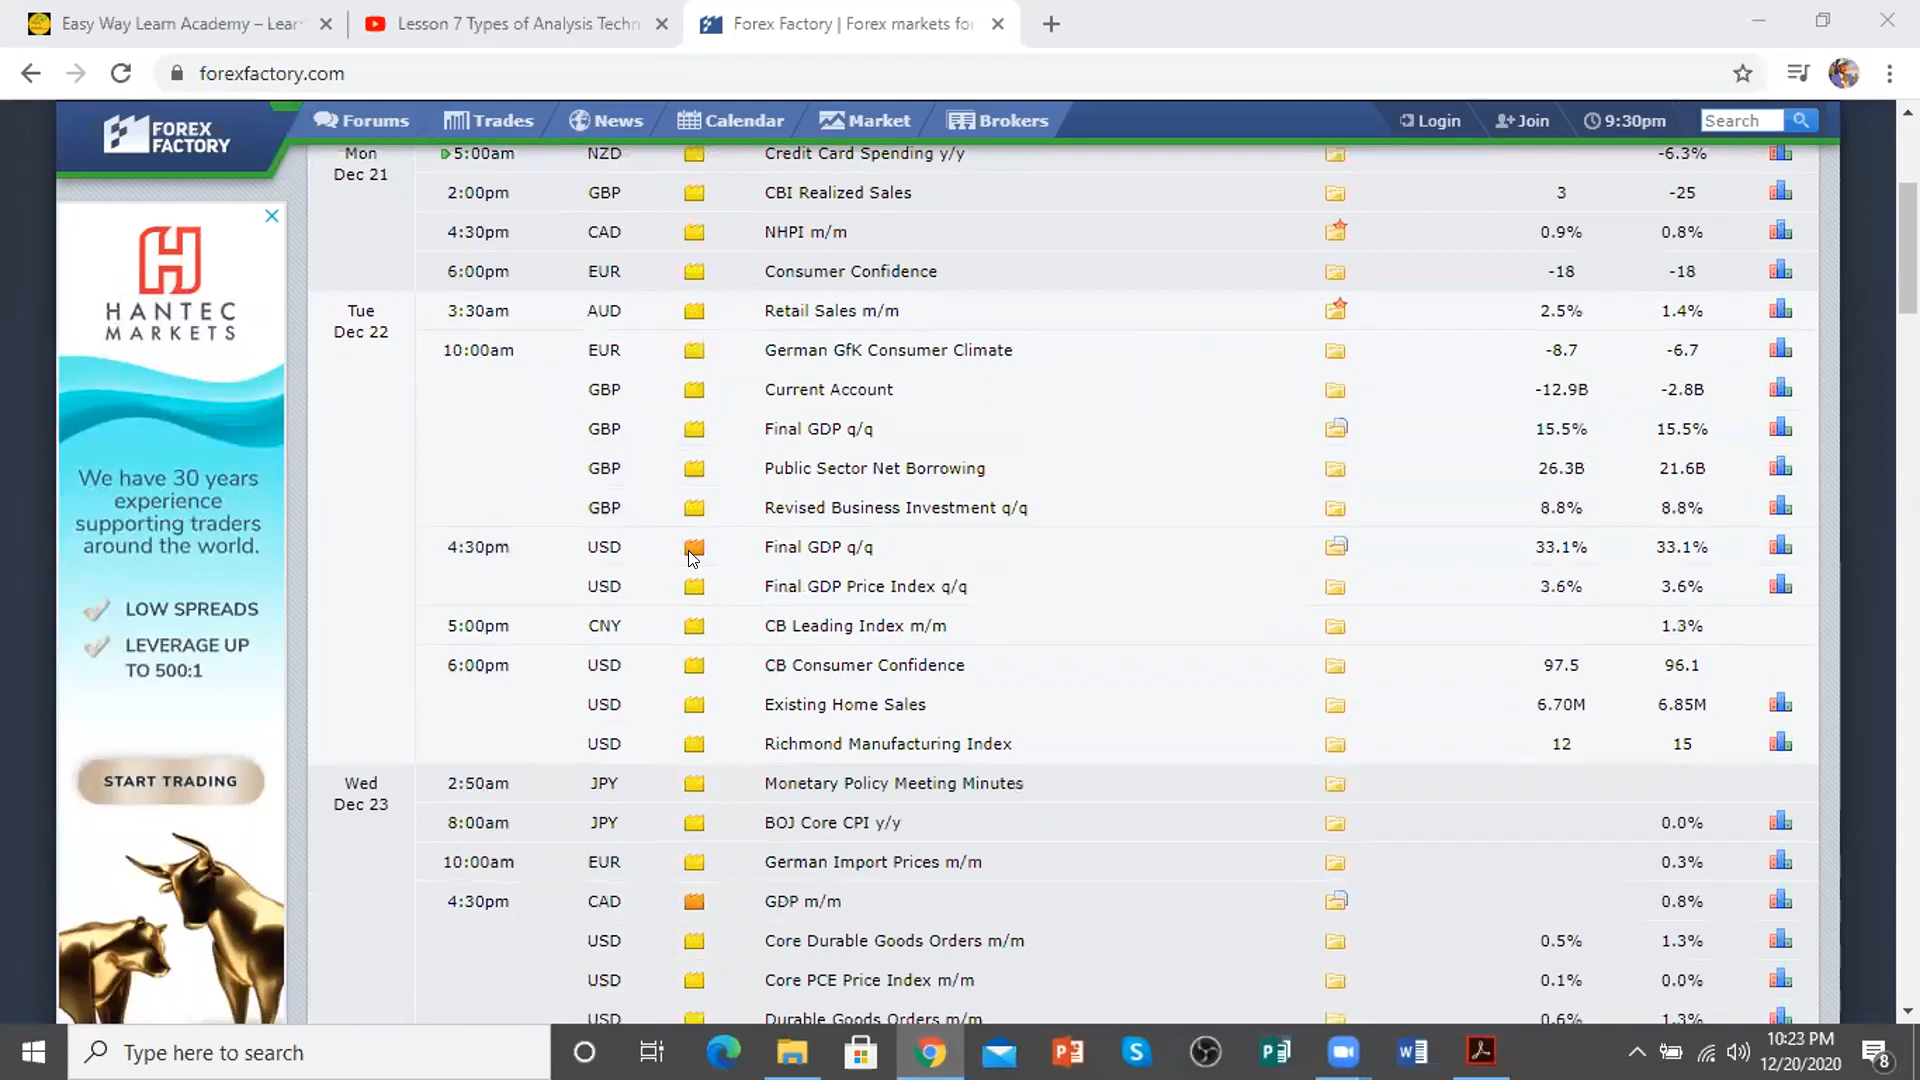 Easy Way Learn Academy – Lear
Lesson 7 Types of Analysis Techn
Forex Factory | Forex markets for
forexfactory.com
FOREX FACTORY
Forums Trades News Calendar Market Brokers Login Join 9:30pm Search
Mon Dec 21 5:00am NZD Credit Card Spending y/y -6.3%
2:00pm GBP CBI Realized Sales 3 -25
4:30pm CAD NHPI m/m 0.9% 0.8%
6:00pm EUR Consumer Confidence -18 -18
Tue Dec 22 3:30am AUD Retail Sales m/m 2.5% 1.4%
10:00am EUR German GfK Consumer Climate -8.7 -6.7
GBP Current Account -12.9B -2.8B
GBP Final GDP q/q 15.5% 15.5%
GBP Public Sector Net Borrowing 26.3B 21.6B
GBP Revised Business Investment q/q 8.8% 8.8%
4:30pm USD Final GDP q/q 33.1% 33.1%
USD Final GDP Price Index q/q 3.6% 3.6%
5:00pm CNY CB Leading Index m/m 1.3%
6:00pm USD CB Consumer Confidence 97.5 96.1
USD Existing Home Sales 6.70M 6.85M
USD Richmond Manufacturing Index 12 15
Wed Dec 23 2:50am JPY Monetary Policy Meeting Minutes
8:00am JPY BOJ Core CPI y/y 0.0%
10:00am EUR German Import Prices m/m 0.3%
4:30pm CAD GDP m/m 0.8%
USD Core Durable Goods Orders m/m 0.5% 1.3%
USD Core PCE Price Index m/m 0.1% 0.0%
USD Durable Goods Orders m/m 0.6% 1.3%
HANTEC
MARKETS
We have 30 years
experience
supporting traders
around the world.
LOW SPREADS
LEVERAGE UP
TO 500:1
START TRADING
Type here to search
10:23 PM
12/20/2020
8